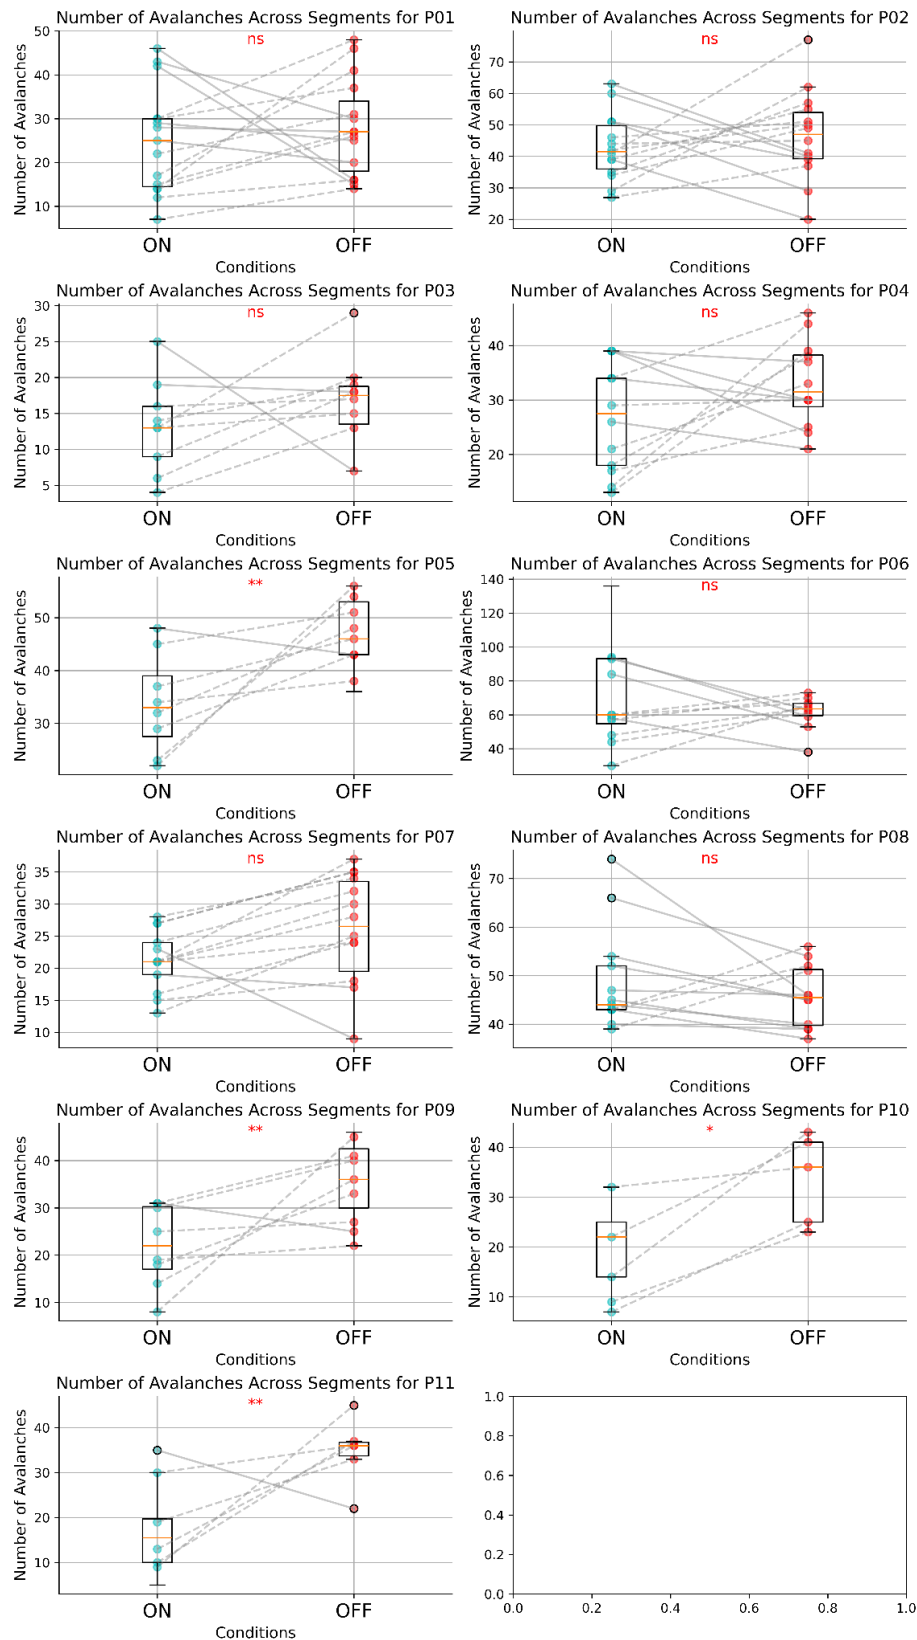 Number of Avalanches Across Segments for P01
ns
50
40
30
20
10
Number of Avalanches
ON
OFF
Conditions
Number of Avalanches Across Segments for P02
ns
70
60
50
40
30
20
Number of Avalanches
ON
OFF
Conditions
Number of Avalanches Across Segments for P03
ns
30
25
20
15
10
5
Number of Avalanches
ON
OFF
Conditions
Number of Avalanches Across Segments for P04
ns
40
30
20
Number of Avalanches
ON
OFF
Conditions
Number of Avalanches Across Segments for P05
**
50
40
30
Number of Avalanches
ON
OFF
Conditions
Number of Avalanches Across Segments for P06
ns
140
120
100
80
60
40
Number of Avalanches
ON
OFF
Conditions
Number of Avalanches Across Segments for P07
ns
35
30
25
20
15
10
Number of Avalanches
ON
OFF
Conditions
Number of Avalanches Across Segments for P08
ns
70
60
50
40
Number of Avalanches
ON
OFF
Conditions
Number of Avalanches Across Segments for P09
**
40
30
20
10
Number of Avalanches
ON
OFF
Conditions
Number of Avalanches Across Segments for P10
*
40
30
20
10
Number of Avalanches
ON
OFF
Conditions
Number of Avalanches Across Segments for P11
**
40
30
20
10
Number of Avalanches
ON
OFF
Conditions
1.0
0.8
0.6
0.4
0.2
0.0
0.0 0.2 0.4 0.6 0.8 1.0